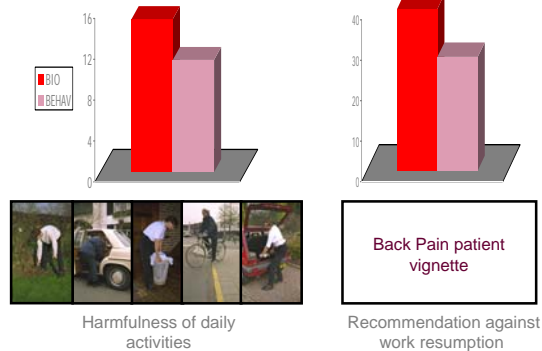 16
12
8
4
0
BIO
BEHAV
40
30
20
10
0
Back Pain patient
vignette
Harmfulness of daily
activities
Recommendation against
work resumption